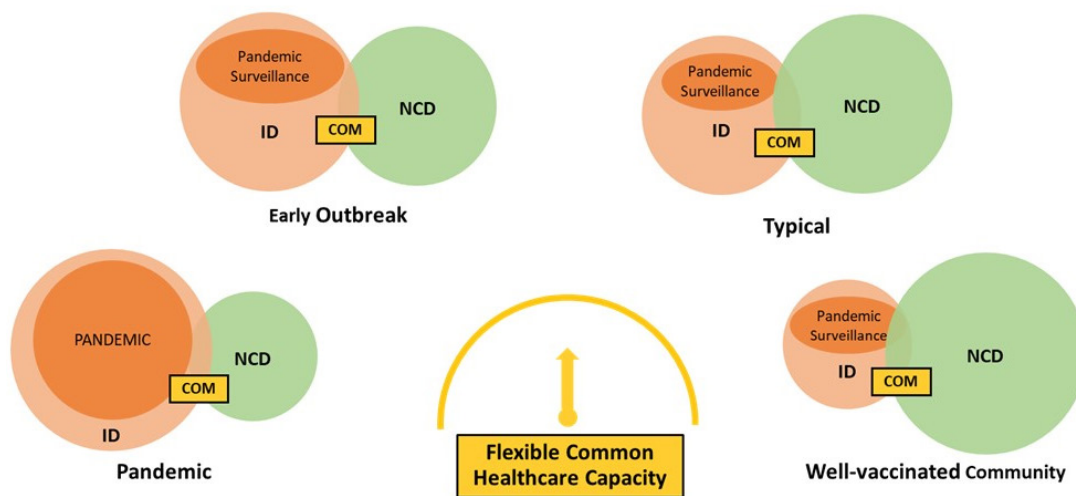 Pandemic
Surveillance
ID
COM
NCD
Early Outbreak
Pandemic
Surveillance
ID
COM
NCD
Typical
PANDEMIC
ID
COM
NCD
Pandemic
Flexible Common
Healthcare Capacity
Pandemic
Surveillance
ID
COM
NCD
Well-vaccinated Community